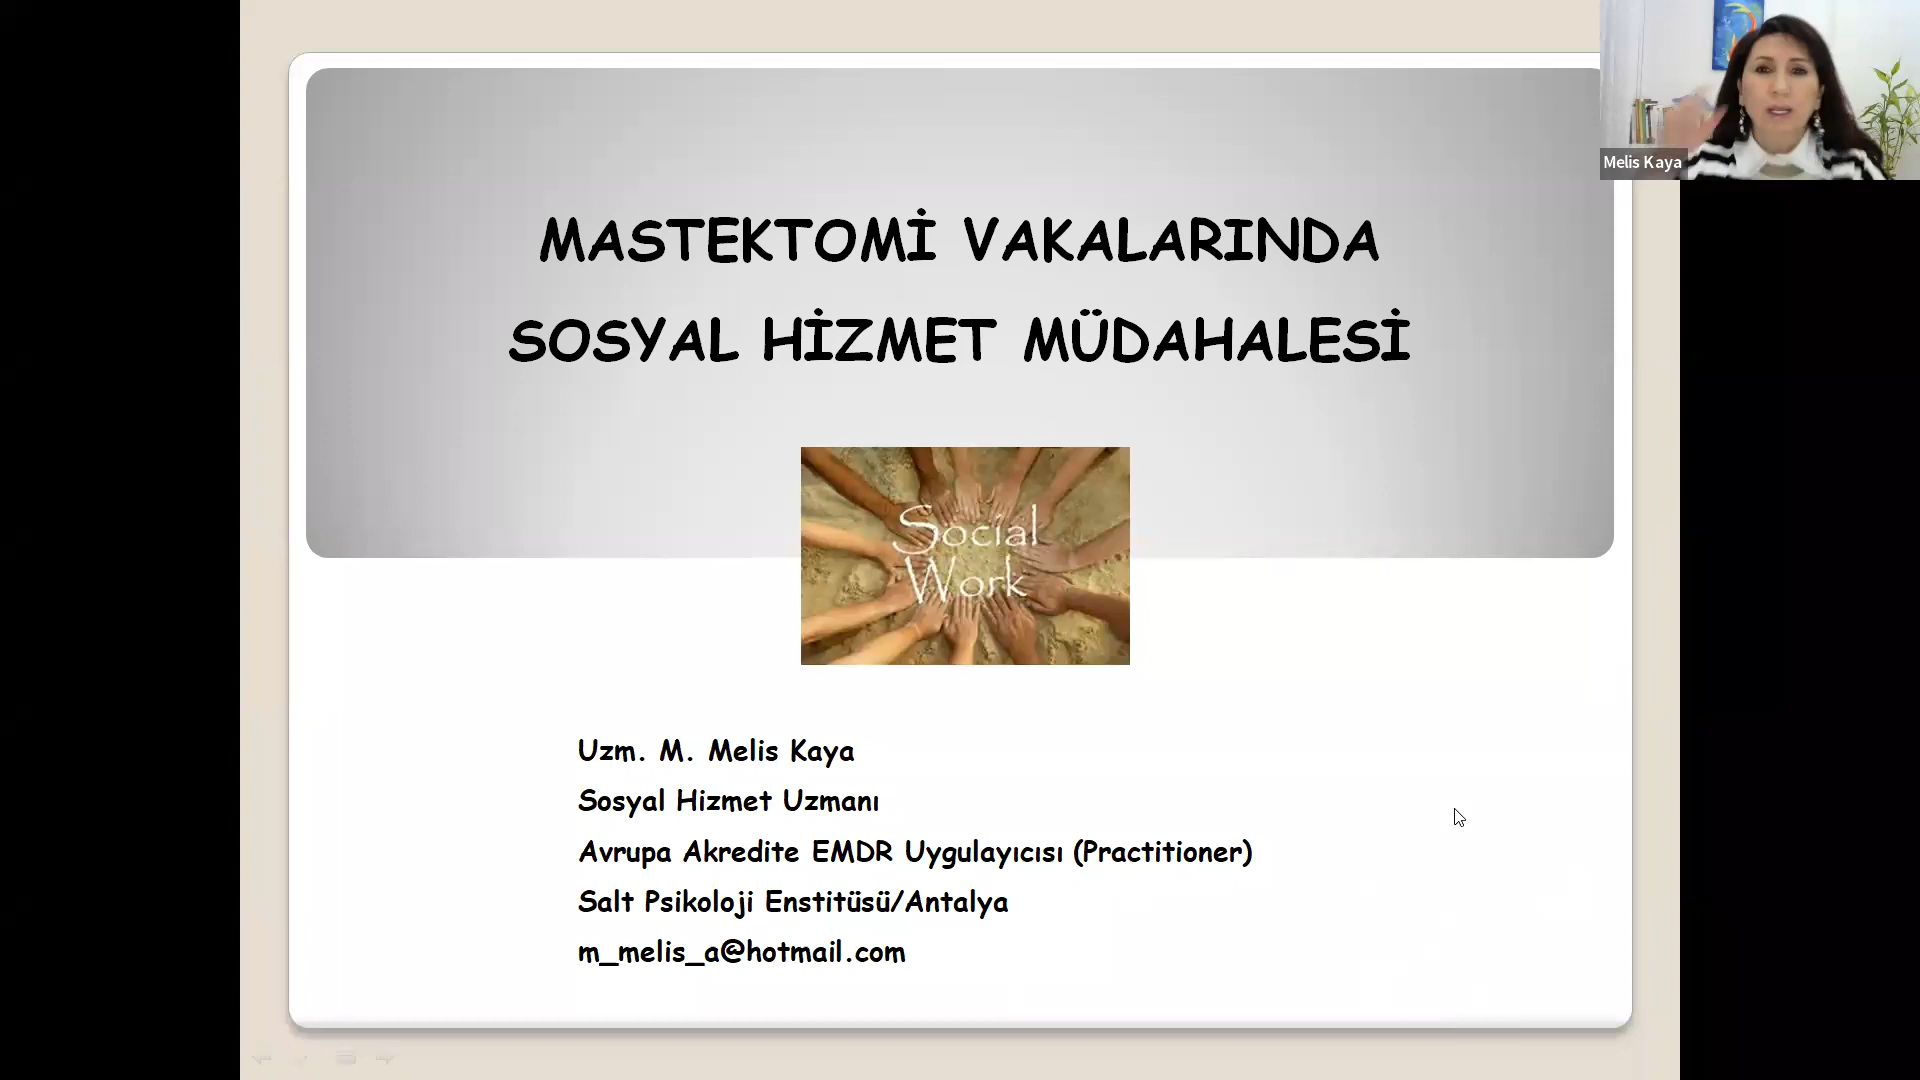 MASTEKTOMİ VAKALARINDA
SOSYAL HİZMET MÜDAHALESİ
Social
Work
Uzm. M. Melis Kaya
Sosyal Hizmet Uzmanı
Avrupa Akredite EMDR Uygulayıcısı (Practitioner)
Salt Psikoloji Enstitüsü/Antalya
m_melis_a@hotmail.com
Melis Kaya